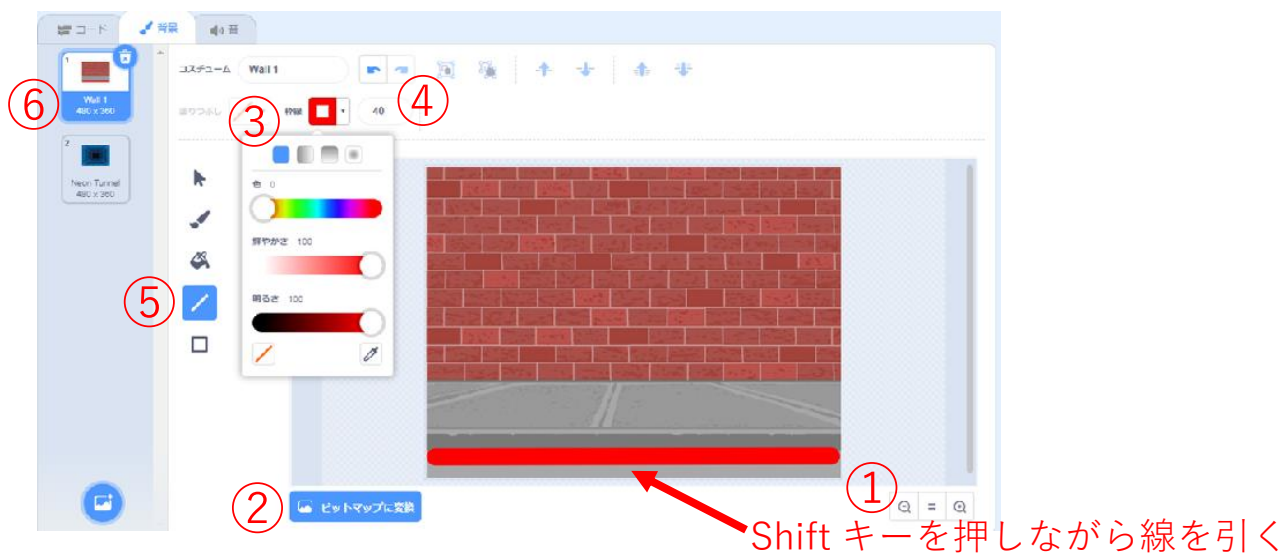 コード
背景
音
1
Wall 1
480 x 360
⑥
2
Neon Tunnel
480 x 360
コスチューム
Wall 1
④
塗りつぶし
③
枠線
40
色 0
鮮やかさ 100
明るさ 100
⑤
②
ビットマップに変換
①
=
Shift キーを押しながら線を引く